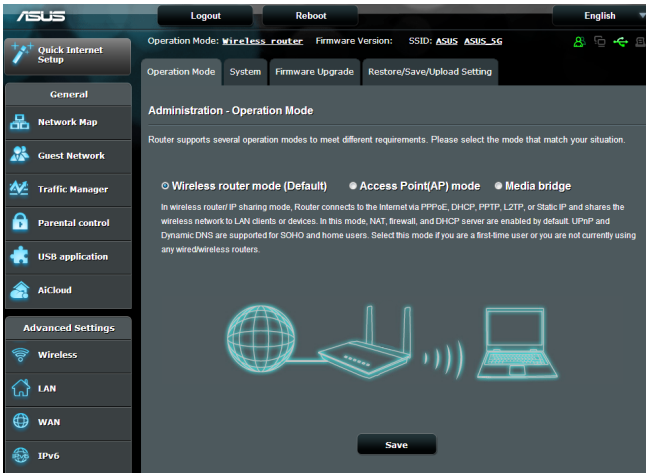 ASUS
Logout
Reboot
English
Operation Mode: Wireless router Firmware Version: SSID: ASUS ASUS_5G
Quick Internet
Setup
General
Network Map
Guest Network
Traffic Manager
Parental control
USB application
AiCloud
Advanced Settings
Wireless
LAN
WAN
IPv6
Operation Mode
System
Firmware Upgrade
Restore/Save/Upload Setting
Administration - Operation Mode
Router supports several operation modes to meet different requirements. Please select the mode that match your situation.
Wireless router mode (Default)
Access Point(AP) mode
Media bridge
In wireless router/ IP sharing mode, Router connects to the Internet via PPPoE, DHCP, PPTP, L2TP, or Static IP and shares the
wireless network to LAN clients or devices. In this mode, NAT, firewall, and DHCP server are enabled by default. UPnP and
Dynamic DNS are supported for SOHO and home users. Select this mode if you are a first-time user or you are not currently using
any wired/wireless routers.
Save